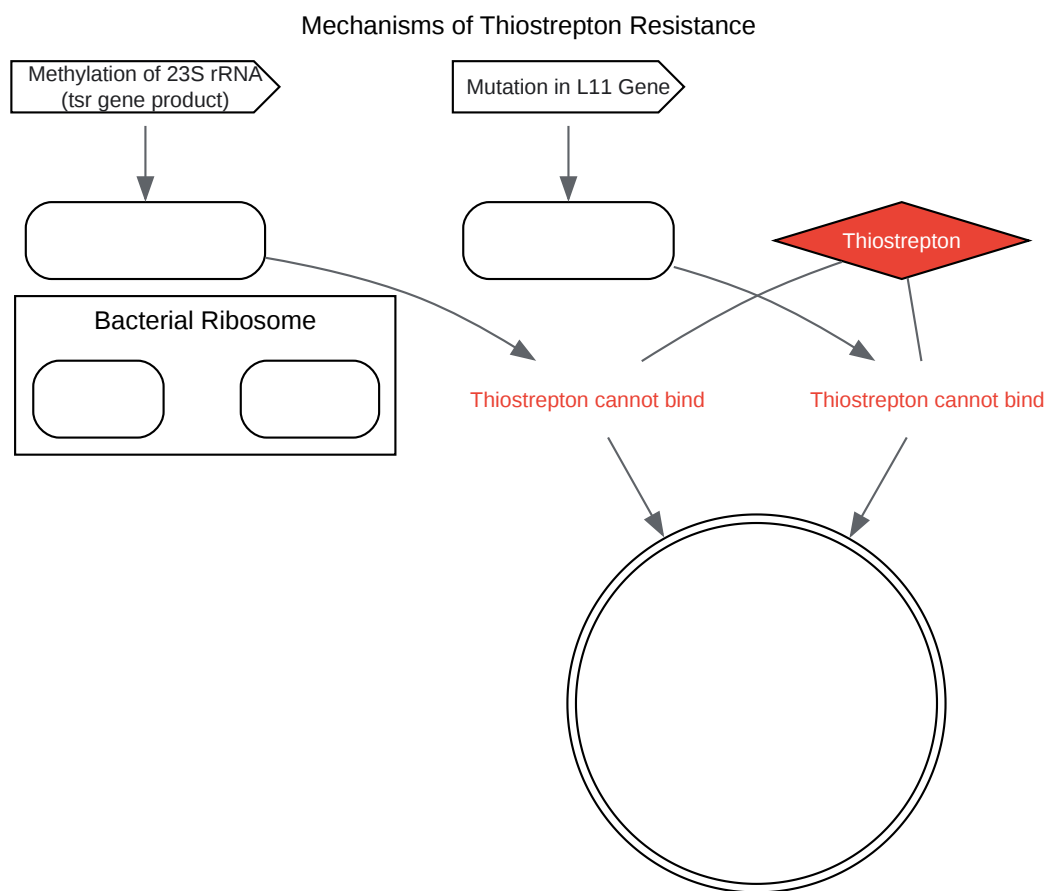 Mechanisms of Thiostrepton Resistance
Methylation of 23S rRNA
(tsr gene product)
Mutation in L11 Gene
Thiostrepton
Bacterial Ribosome
Thiostrepton cannot bind
Thiostrepton cannot bind